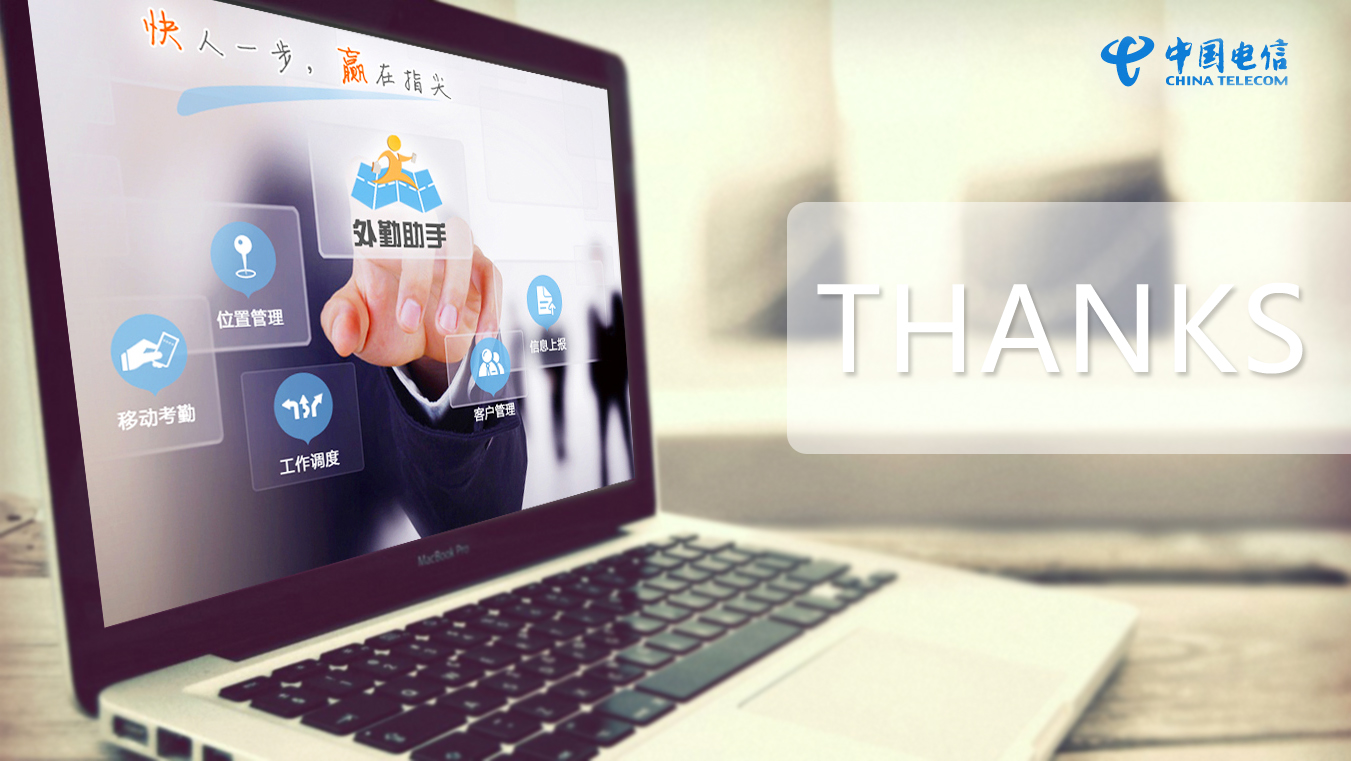 快人一步，赢在指尖
中国电信
CHINA TELECOM
外勤助手
位置管理
信息上报
移动考勤
客户管理
工作调度
THANKS
MacBook Pro